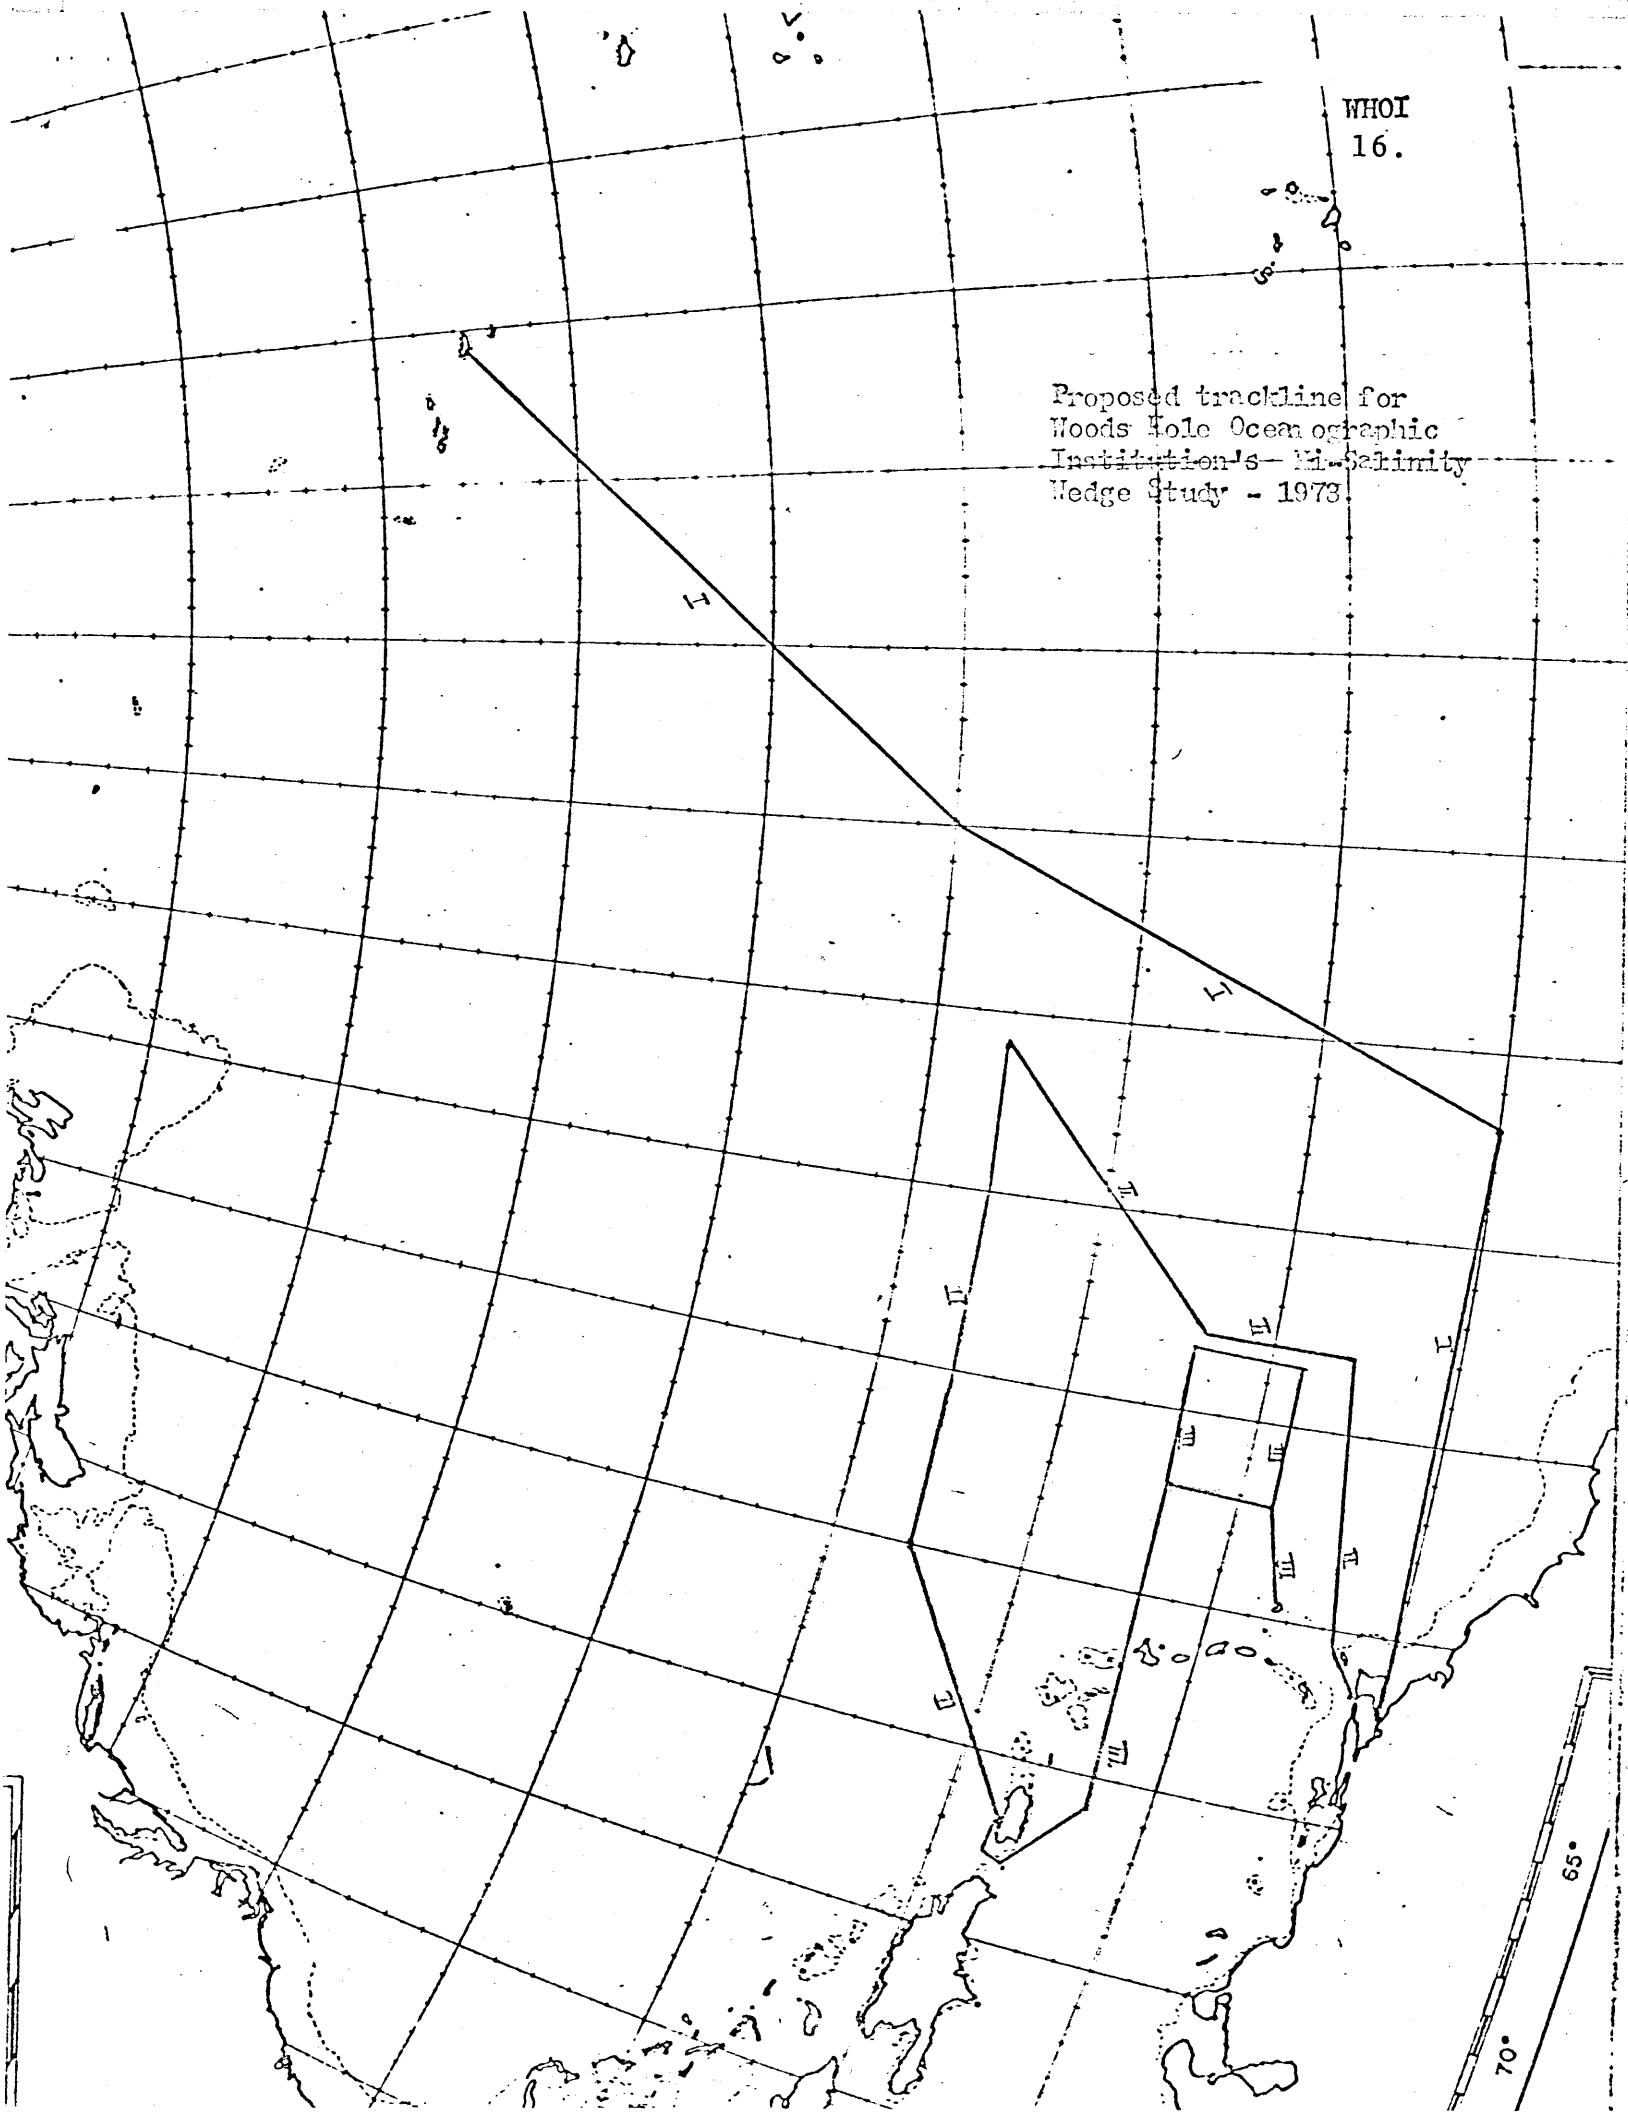 WHOI
16.
Proposed trackline for
Woods Hole Oceanographic
Institution's Hi-Salinity
Wedge Study - 1973
I
I
II
II
II
I
III
III
III
II
II
III
65°
70°